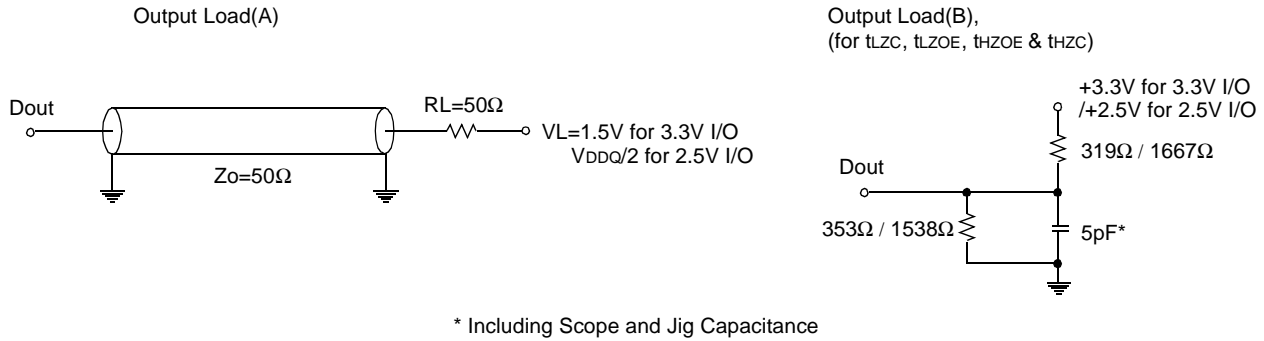 Output Load(A)
Dout
RL=50Ω
VL=1.5V for 3.3V I/O
VDDQ/2 for 2.5V I/O
Zo=50Ω
Output Load(B),
(for tLZC, tLZOE, tHZOE & tHZC)
+3.3V for 3.3V I/O
/+2.5V for 2.5V I/O
319Ω / 1667Ω
Dout
353Ω / 1538Ω
5pF*
* Including Scope and Jig Capacitance